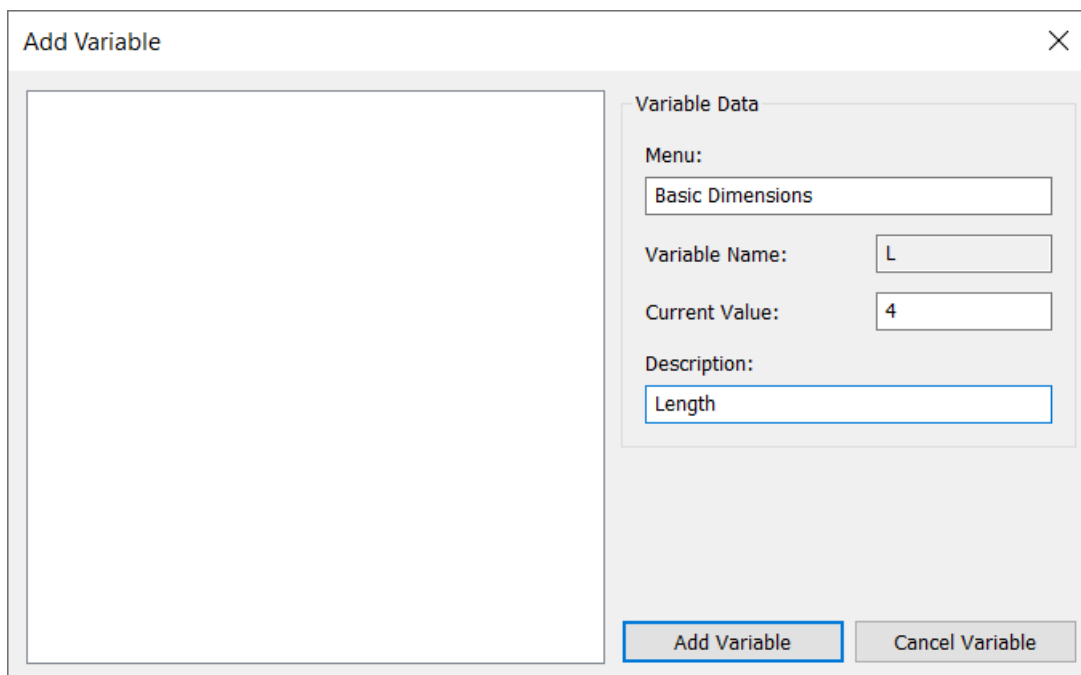 Add Variable
Variable Data
Menu:
Basic Dimensions
Variable Name:
L
Current Value:
4
Description:
Length
Add Variable
Cancel Variable